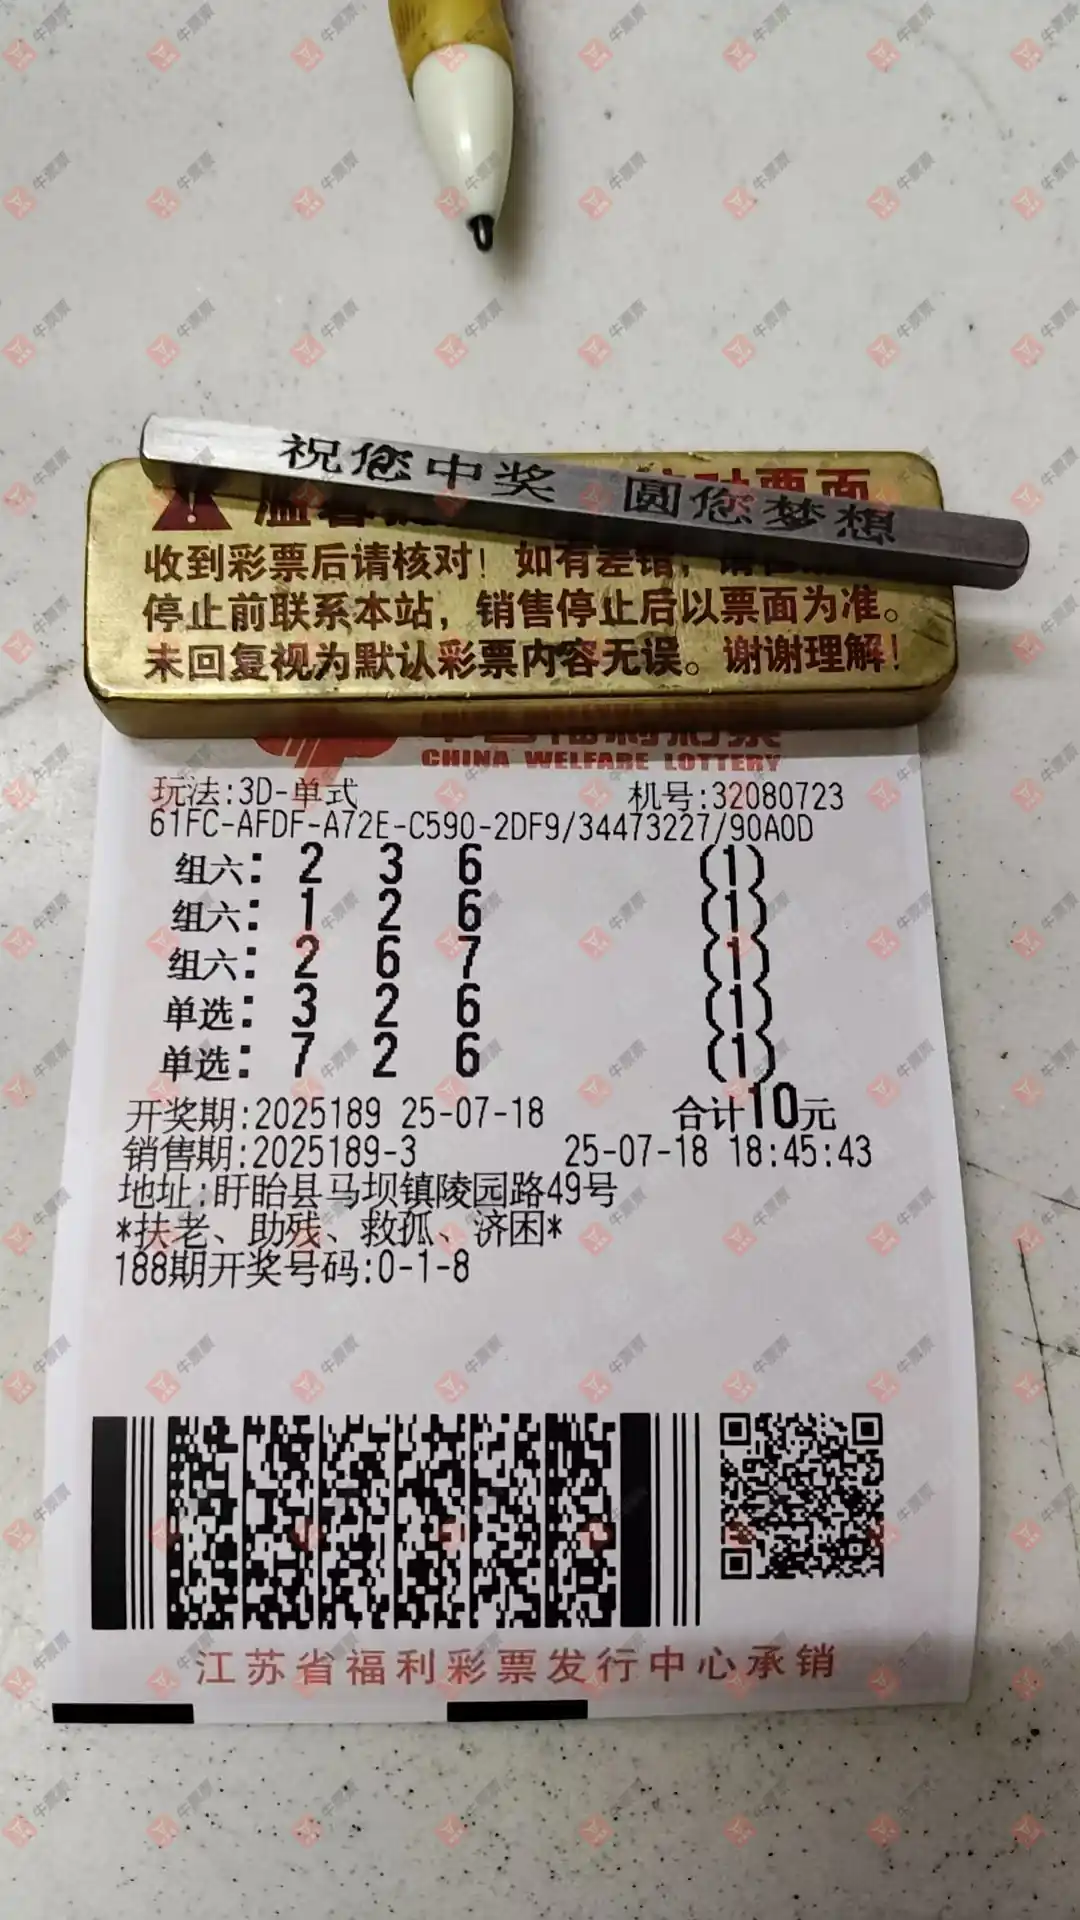 祝您中奖 圆您梦想
收到彩票后请核对！如有差错，请
停止前联系本站，销售停止后以票面为准。
未回复视为默认彩票内容无误。谢谢理解！
CHINA WELFARE LOTTERY
玩法:3D-单式 机号:32080723
61FC-AFDF-A72E-C590-2DF9/34473227/90A0D
组六: 2 3 6 (1)
组六: 1 2 6 (1)
组六: 2 6 7 (1)
单选: 3 2 6 (1)
单选: 7 2 6 (1)
开奖期:2025189 25-07-18 合计10元
销售期:2025189-3 25-07-18 18:45:43
地址:盱眙县马坝镇陵园路49号
*扶老、助残、救孤、济困*
188期开奖号码:0-1-8
江苏省福利彩票发行中心承销
牛票票